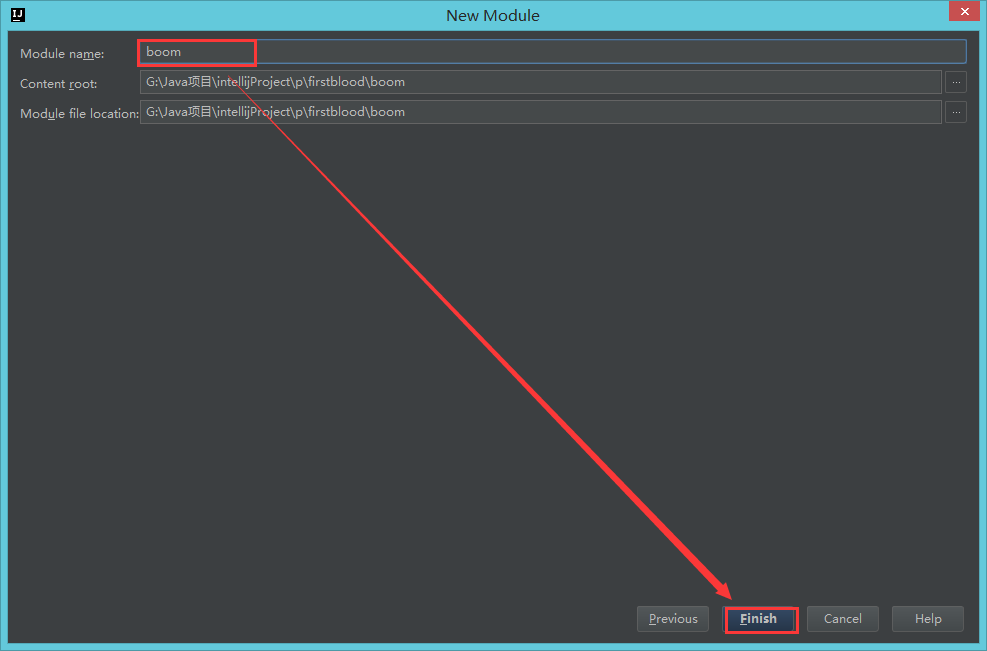 IJ
New Module
Module name: boom
Content root: G:\Java项目\intellijProject\p\firstblood\boom ...
Module file location: G:\Java项目\intellijProject\p\firstblood\boom ...
Previous Finish Cancel Help